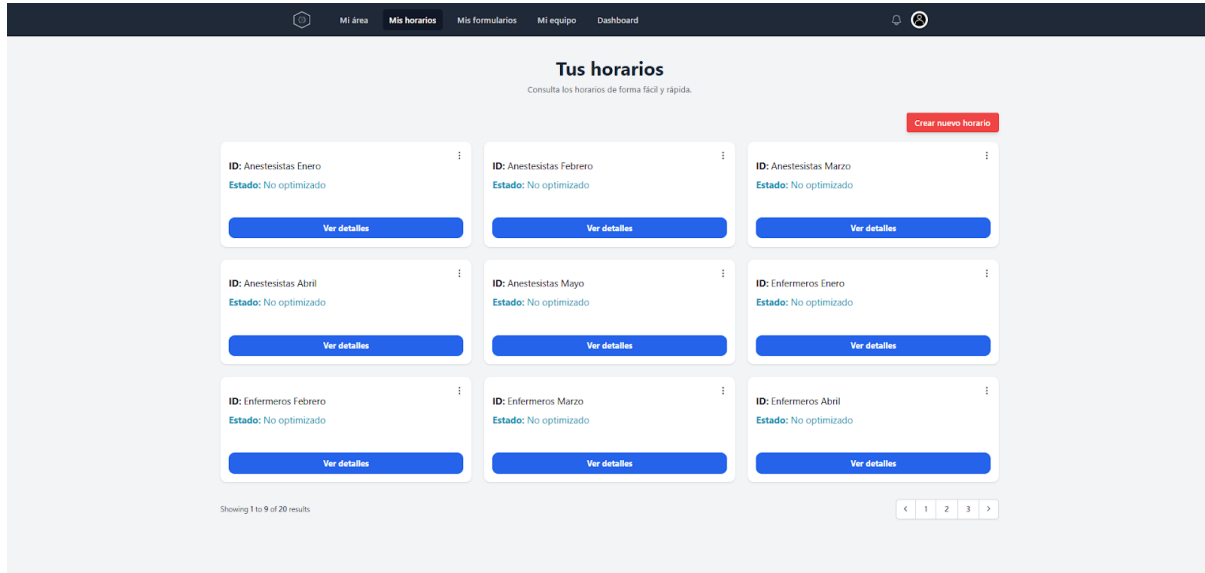 Mi área Mis horarios Mis formularios Mi equipo Dashboard
Tus horarios
Consulta los horarios de forma fácil y rápida.
Crear nuevo horario
ID: Anestesistas Enero
Estado: No optimizado
Ver detalles
ID: Anestesistas Febrero
Estado: No optimizado
Ver detalles
ID: Anestesistas Marzo
Estado: No optimizado
Ver detalles
ID: Anestesistas Abril
Estado: No optimizado
Ver detalles
ID: Anestesistas Mayo
Estado: No optimizado
Ver detalles
ID: Enfermeros Enero
Estado: No optimizado
Ver detalles
ID: Enfermeros Febrero
Estado: No optimizado
Ver detalles
ID: Enfermeros Marzo
Estado: No optimizado
Ver detalles
ID: Enfermeros Abril
Estado: No optimizado
Ver detalles
Showing 1 to 9 of 20 results
1 2 3